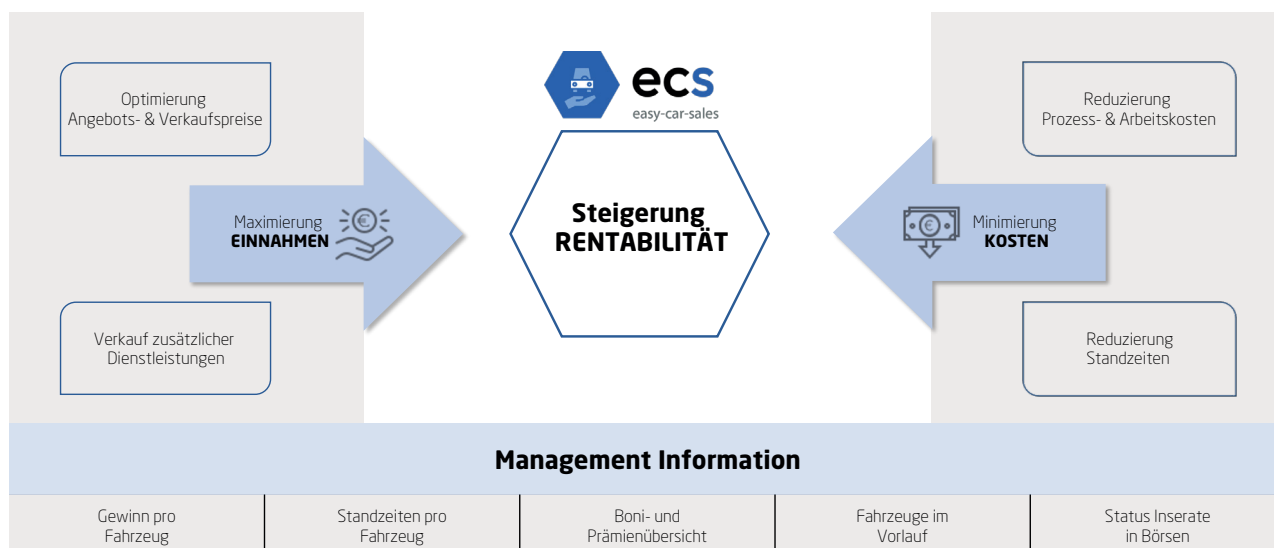 Optimierung
Angebots- & Verkaufspreise
ecs
easy-car-sales
Reduzierung
Prozess- & Arbeitskosten
Maximierung
EINNAHMEN
Steigerung
RENTABILITÄT
Minimierung
KOSTEN
Verkauf zusätzlicher
Dienstleistungen
Reduzierung
Standzeiten
Management Information
Gewinn pro
Fahrzeug
Standzeiten pro
Fahrzeug
Boni- und
Prämienübersicht
Fahrzeuge im
Vorlauf
Status Inserate
in Börsen